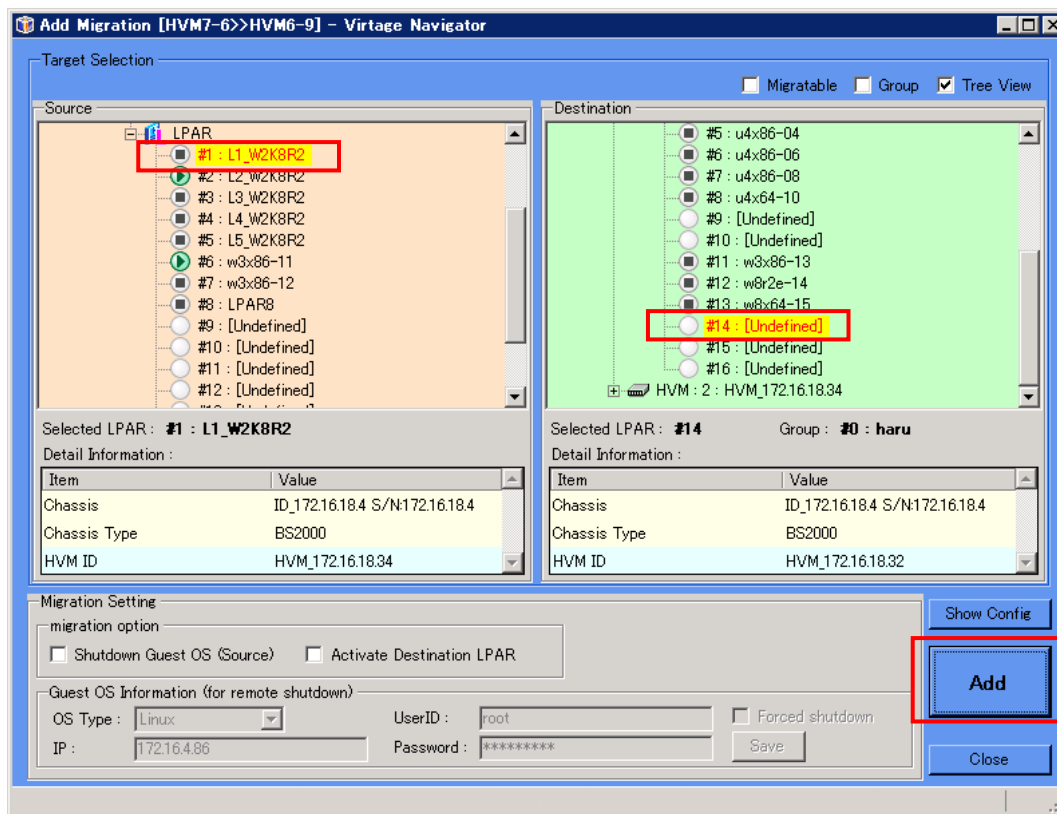 Add Migration [HVM7-6>>HVM6-9] - Virtage Navigator
Target Selection
Migratable Group Tree View
Source
LPAR
#1 : L1_W2K8R2
#2 : L2_W2K8R2
#3 : L3_W2K8R2
#4 : L4_W2K8R2
#5 : L5_W2K8R2
#6 : w3x86-11
#7 : w3x86-12
#8 : LPAR8
#9 : [Undefined]
#10 : [Undefined]
#11 : [Undefined]
#12 : [Undefined]
Selected LPAR : #1 : L1_W2K8R2
Detail Information :
Item Value
Chassis ID_172.16.18.4 S/N:172.16.18.4
Chassis Type BS2000
HVM ID HVM_172.16.18.34
Destination
#5 : u4x86-04
#6 : u4x86-06
#7 : u4x86-08
#8 : u4x64-10
#9 : [Undefined]
#10 : [Undefined]
#11 : w3x86-13
#12 : w8r2e-14
#13 : w8x64-15
#14 : [Undefined]
#15 : [Undefined]
#16 : [Undefined]
HVM : 2 : HVM_172.16.18.34
Selected LPAR : #14 Group : #0 : haru
Detail Information :
Item Value
Chassis ID_172.16.18.4 S/N:172.16.18.4
Chassis Type BS2000
HVM ID HVM_172.16.18.32
Migration Setting
migration option
Shutdown Guest OS (Source) Activate Destination LPAR
Guest OS Information (for remote shutdown)
OS Type : Linux UserID : root Forced shutdown
IP : 172.16.4.86 Password : ********* Save
Show Config
Add
Close